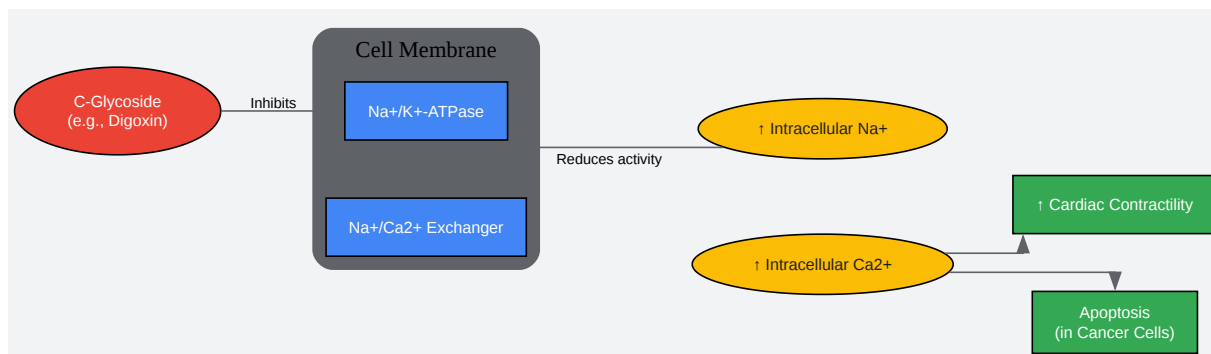 Cell Membrane
C-Glycoside
(e.g., Digoxin)
Inhibits
Na+/K+-ATPase
↑ Intracellular Na+
Reduces activity
Na+/Ca2+ Exchanger
↑ Cardiac Contractility
↑ Intracellular Ca2+
Apoptosis
(in Cancer Cells)